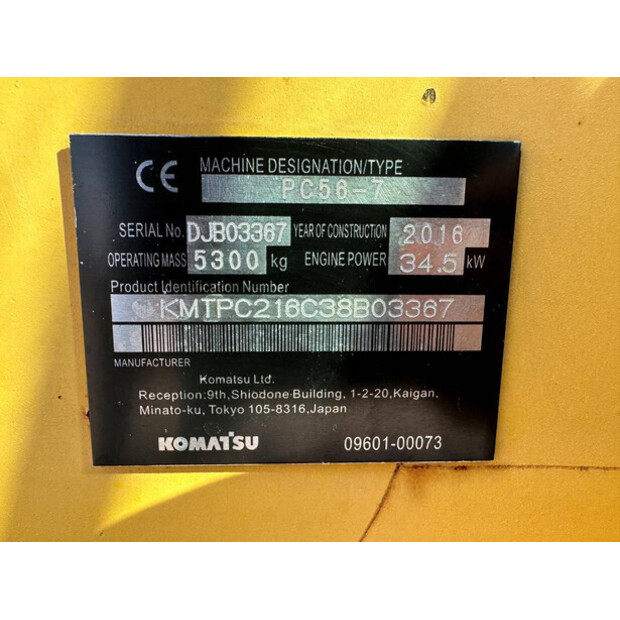 CE MACHINE DESIGNATION/TYPE
PC56-7
SERIAL No. DJB03367 YEAR OF CONSTRUCTION 2016
OPERATING MASS 5300 kg ENGINE POWER 34.5 kW
Product Identification Number
KMTPC216C38B03367
MANUFACTURER
Komatsu Ltd.
Reception:9th,Shiodone Building, 1-2-20,Kaigan,
Minato-ku, Tokyo 105-8316,Japan
KOMATSU 09601-00073